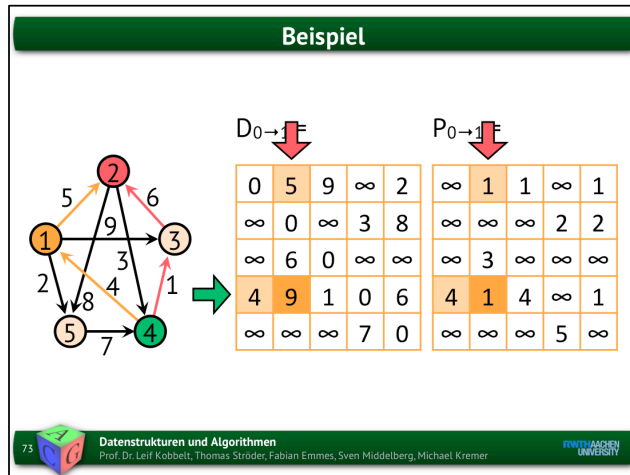 Beispiel
D0→1 =
P0→1 =
0 5 9 ∞ 2
∞ 0 ∞ 3 8
∞ 6 0 ∞ ∞
4 9 1 0 6
∞ ∞ ∞ 7 0
∞ 1 1 ∞ 1
∞ ∞ ∞ 2 2
∞ 3 ∞ ∞ ∞
4 1 4 ∞ 1
∞ ∞ ∞ 5 ∞
2
5
6
9
1
3
2
3
4
1
8
5
4
7
73
A
C G
Datenstrukturen und Algorithmen
Prof. Dr. Leif Kobbelt, Thomas Ströder, Fabian Emmes, Sven Middelberg, Michael Kremer
RWTHAACHEN
UNIVERSITY